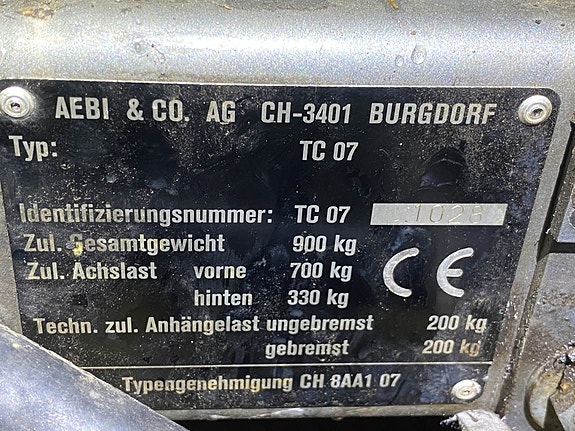 AEBI & CO. AG CH-3401 BURGDORF
Typ: TC 07
Identifizierungsnummer: TC 07
Zul. Gesamtgewicht 900 kg
Zul. Achslast vorne 700 kg
hinten 330 kg
CE
Techn. zul. Anhängelast ungebremst 200 kg
gebremst 200 kg
Typengenehmigung CH 8AA1 07